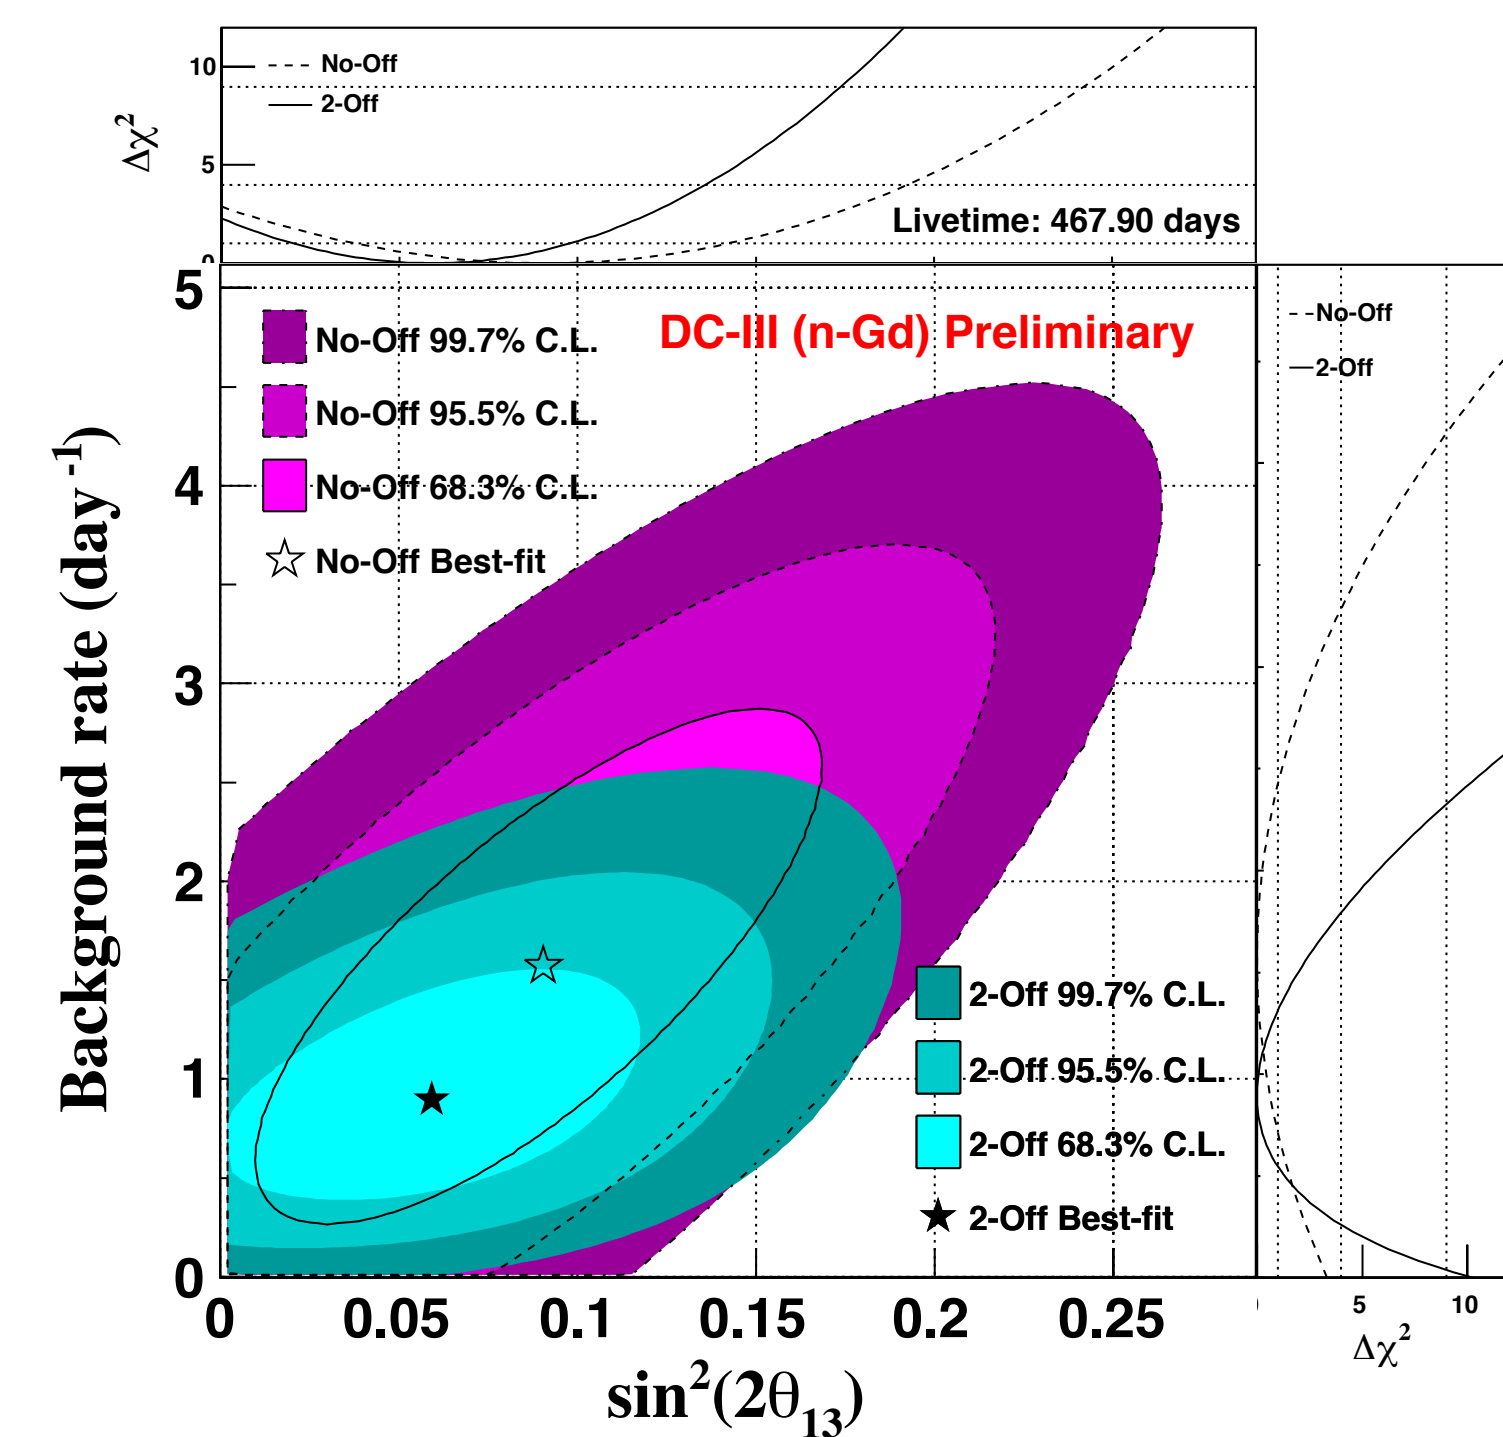 10
5
0
Δχ²
No-Off
2-Off
Livetime: 467.90 days
DC-III (n-Gd) Preliminary
No-Off 99.7% C.L.
No-Off 95.5% C.L.
No-Off 68.3% C.L.
No-Off Best-fit
5
4
3
2
1
0
Background rate (day⁻¹)
2-Off 99.7% C.L.
2-Off 95.5% C.L.
2-Off 68.3% C.L.
2-Off Best-fit
0 0.05 0.1 0.15 0.2 0.25
sin²(2θ₁₃)
No-Off
2-Off
5 10
Δχ²